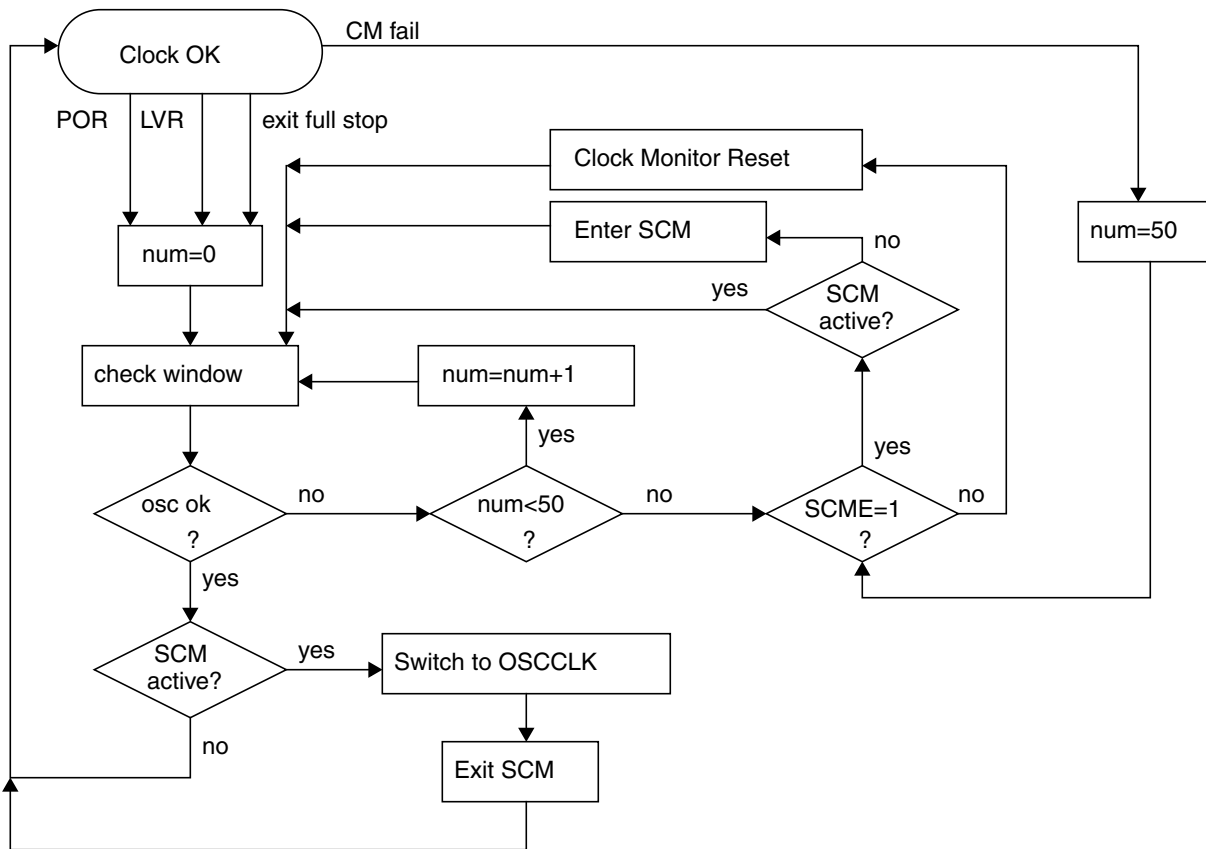 Clock OK
CM fail
POR
LVR
exit full stop
Clock Monitor Reset
Enter SCM
no
num=50
num=0
yes
SCM
active?
check window
num=num+1
yes
yes
osc ok
?
no
num<50
?
no
SCME=1
?
no
yes
SCM
active?
yes
Switch to OSCCLK
no
Exit SCM